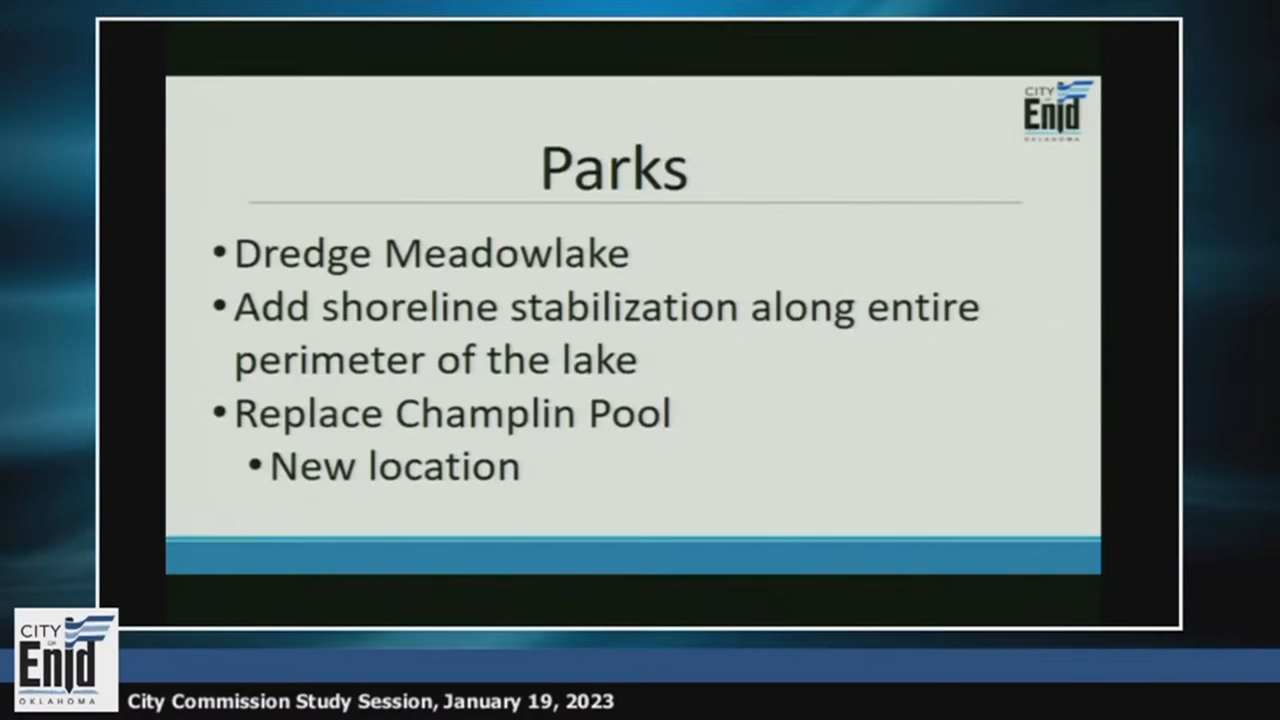 CITY
OF
Enid
OKLAHOMA
Parks
• Dredge Meadowlake
• Add shoreline stabilization along entire
perimeter of the lake
• Replace Champlin Pool
• New location
CITY
OF
Enid
OKLAHOMA
City Commission Study Session, January 19, 2023